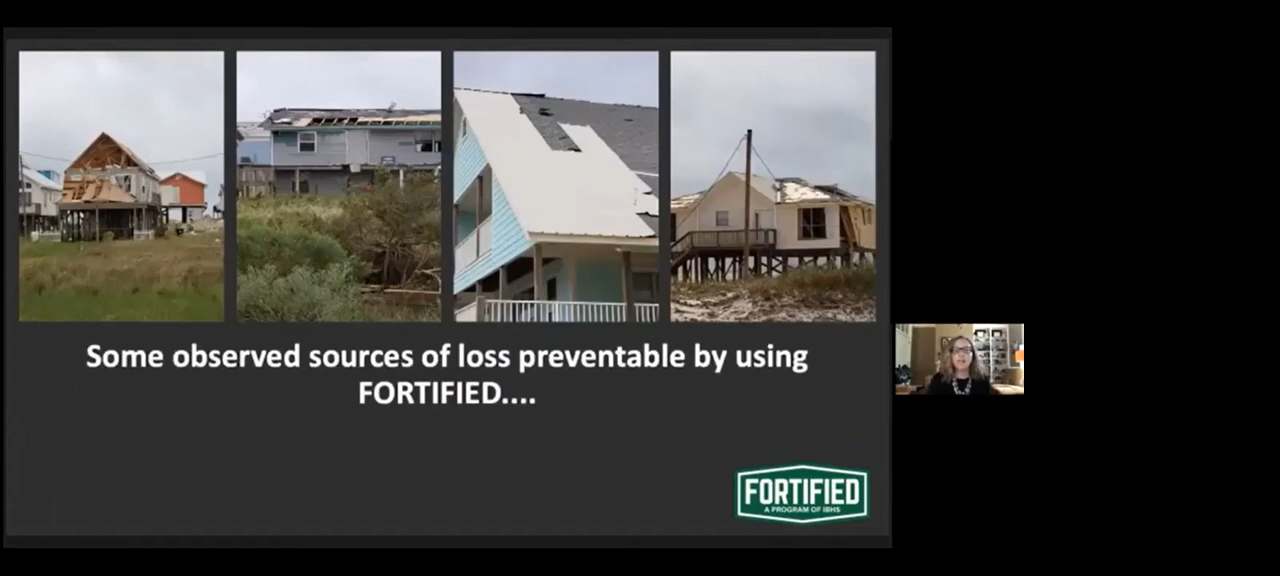 Some observed sources of loss preventable by using
FORTIFIED....
FORTIFIED
A PROGRAM OF IBHS